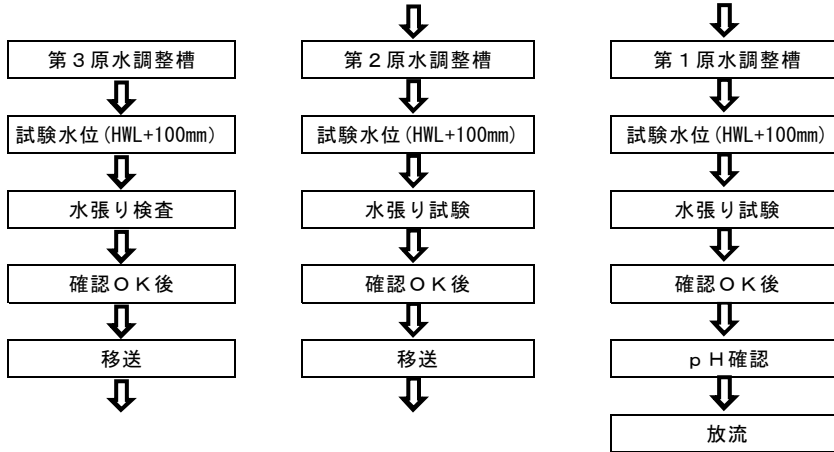 第３原水調整槽
試験水位(HWL+100mm)
水張り検査
確認ＯＫ後
移送
第２原水調整槽
試験水位(HWL+100mm)
水張り試験
確認ＯＫ後
移送
第１原水調整槽
試験水位(HWL+100mm)
水張り試験
確認ＯＫ後
ｐＨ確認
放流